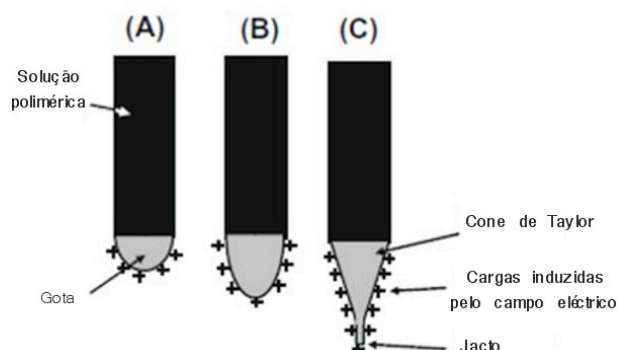 (A) (B) (C)
Solução
polimérica
Cone de Taylor
Cargas induzidas
pelo campo eléctrico
Gota
Jacto